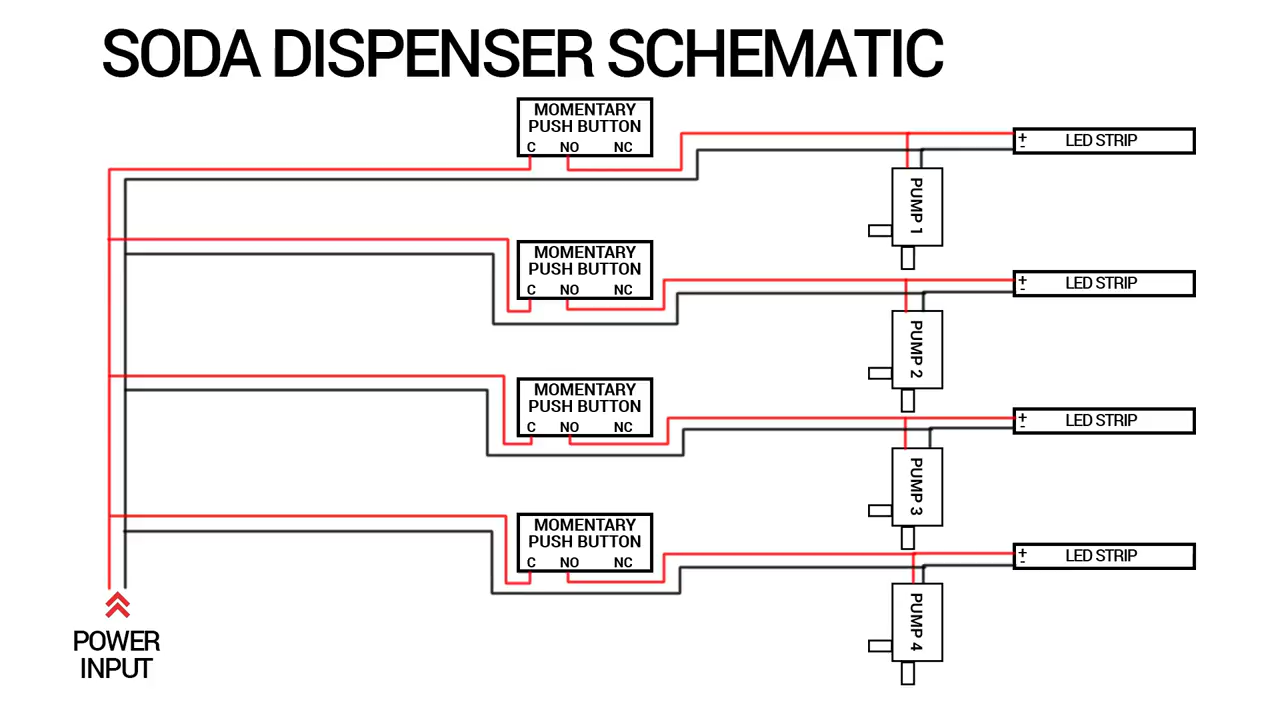 SODA DISPENSER SCHEMATIC
MOMENTARY
PUSH BUTTON
C NO NC
+
-
LED STRIP
PUMP 1
MOMENTARY
PUSH BUTTON
C NO NC
+
-
LED STRIP
PUMP 2
MOMENTARY
PUSH BUTTON
C NO NC
+
-
LED STRIP
PUMP 3
MOMENTARY
PUSH BUTTON
C NO NC
+
-
LED STRIP
PUMP 4
POWER
INPUT